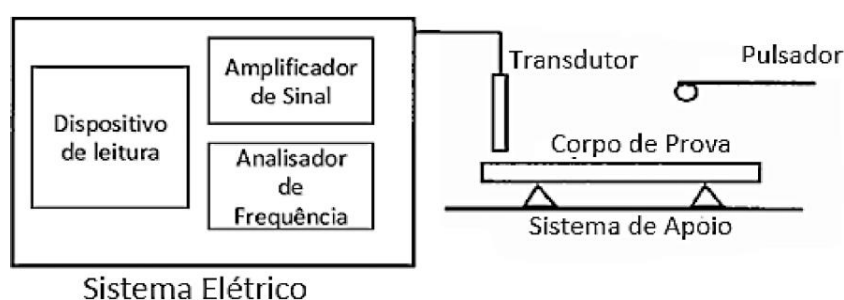 Dispositivo
de leitura
Amplificador
de Sinal
Analisador
de
Frequência
Sistema Elétrico
Transdutor
Pulsador
Corpo de Prova
Sistema de Apoio